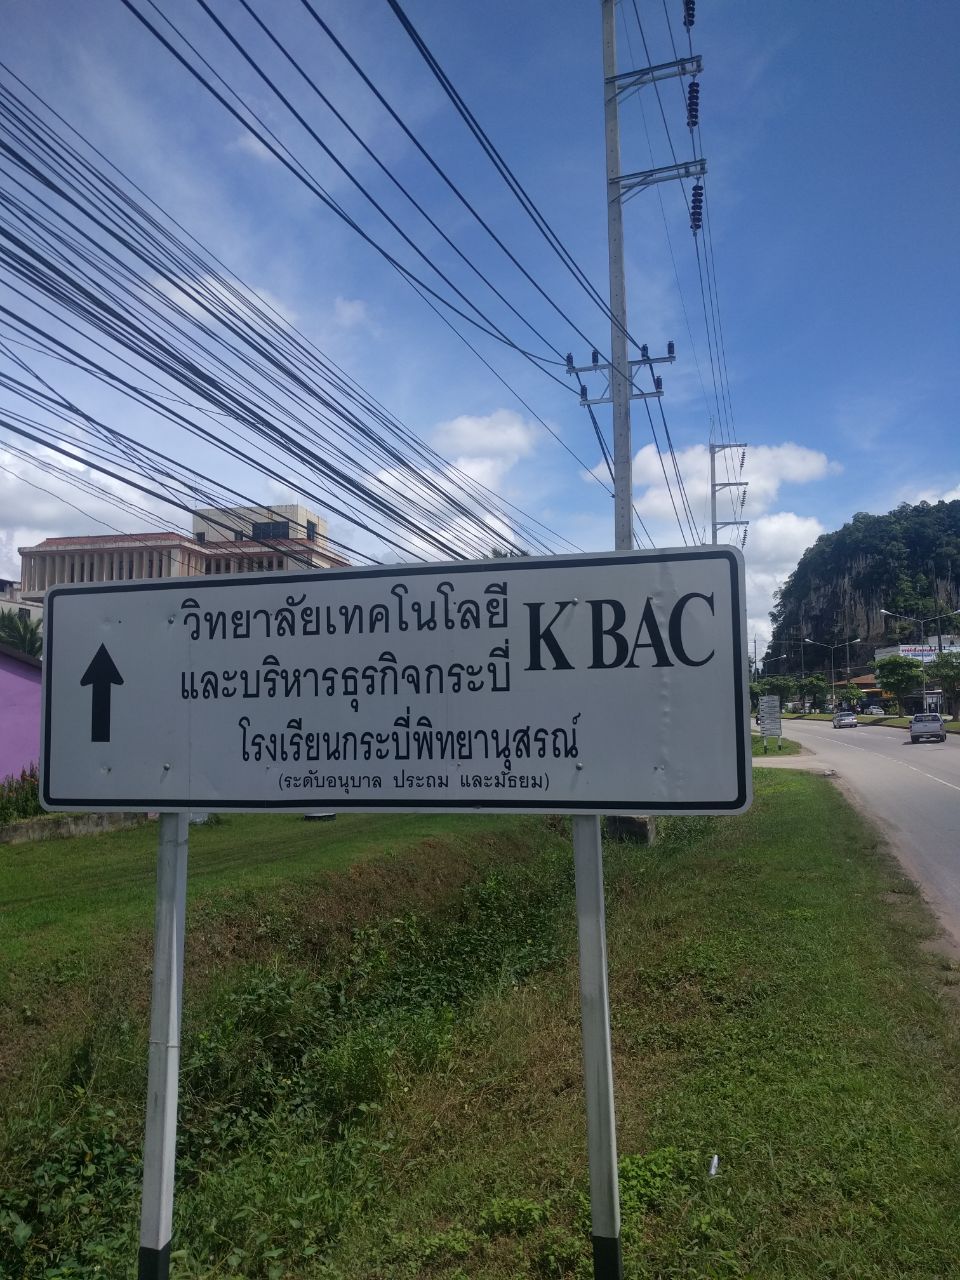 วิทยาลัยเทคโนโลยี
และบริหารธุรกิจกระบี่
KBAC
โรงเรียนกระบี่พิทยานุสรณ์
(ระดับอนุบาล ประถม และมัธยม)